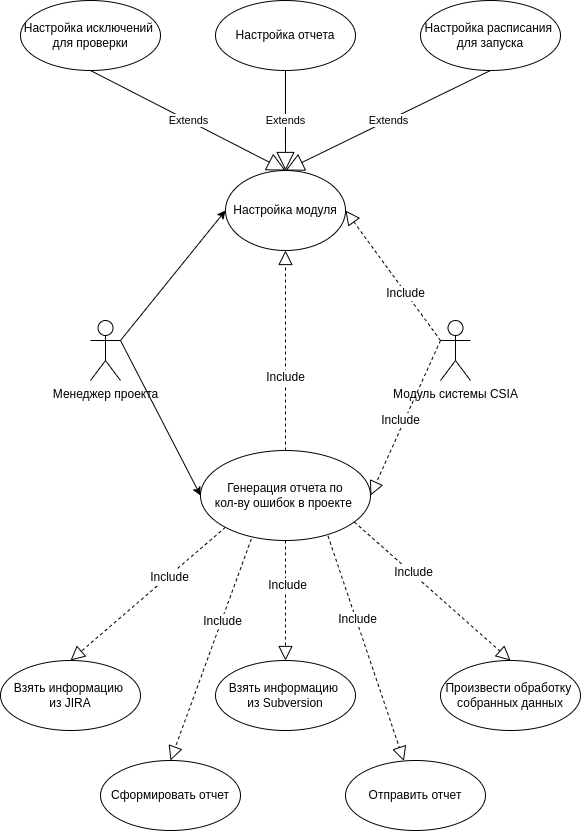 Настройка исключений
для проверки
Настройка отчета
Настройка расписания
для запуска
Extends
Extends
Extends
Настройка модуля
Include
Менеджер проекта
Include
Модуль системы CSIA
Include
Генерация отчета по
кол-ву ошибок в проекте
Include
Include
Include
Include
Include
Взять информацию
из JIRA
Взять информацию
из Subversion
Произвести обработку
собранных данных
Сформировать отчет
Отправить отчет